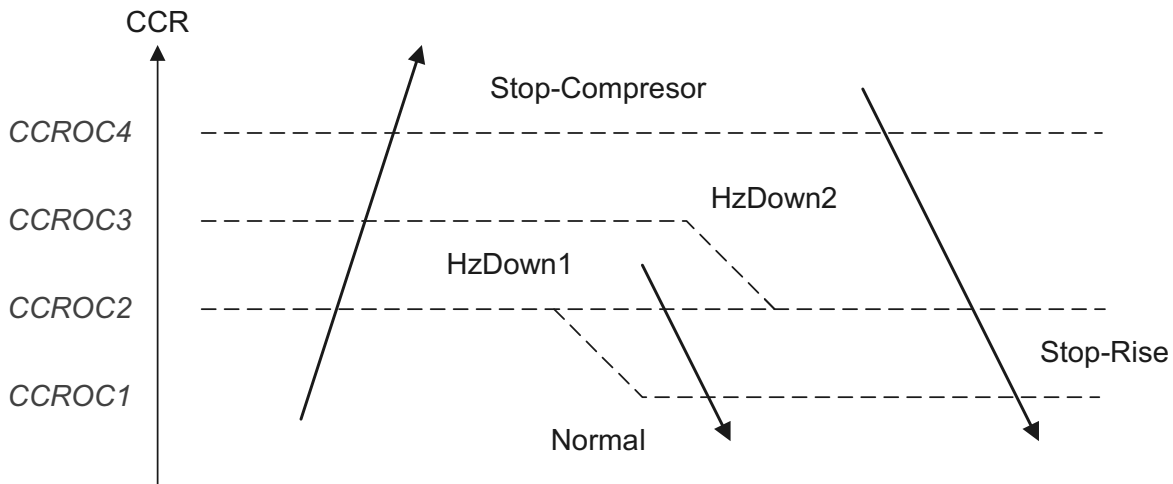 CCR
Stop-Compresor
CCROC4
HzDown2
CCROC3
HzDown1
CCROC2
Stop-Rise
CCROC1
Normal